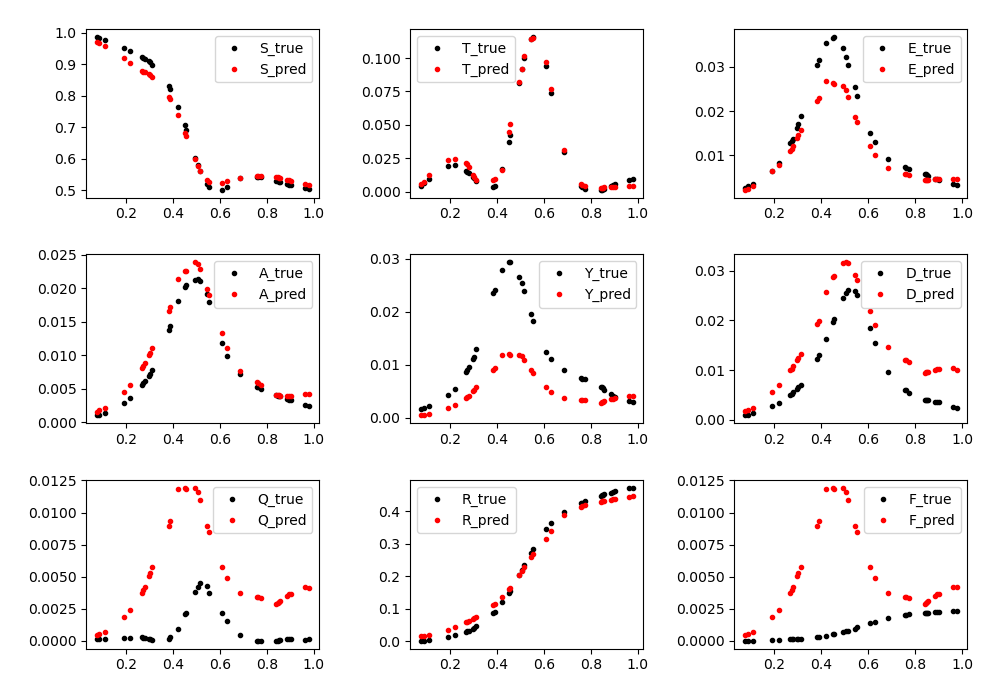 1.0
0.9
0.8
0.7
0.6
0.5
S_true
S_pred
0.2 0.4 0.6 0.8 1.0
0.100
0.075
0.050
0.025
0.000
T_true
T_pred
0.2 0.4 0.6 0.8 1.0
0.03
0.02
0.01
E_true
E_pred
0.2 0.4 0.6 0.8 1.0
0.025
0.020
0.015
0.010
0.005
0.000
A_true
A_pred
0.2 0.4 0.6 0.8 1.0
0.03
0.02
0.01
0.00
Y_true
Y_pred
0.2 0.4 0.6 0.8 1.0
0.03
0.02
0.01
0.00
D_true
D_pred
0.2 0.4 0.6 0.8 1.0
0.0125
0.0100
0.0075
0.0050
0.0025
0.0000
Q_true
Q_pred
0.2 0.4 0.6 0.8 1.0
0.4
0.3
0.2
0.1
0.0
R_true
R_pred
0.2 0.4 0.6 0.8 1.0
0.0125
0.0100
0.0075
0.0050
0.0025
0.0000
F_true
F_pred
0.2 0.4 0.6 0.8 1.0